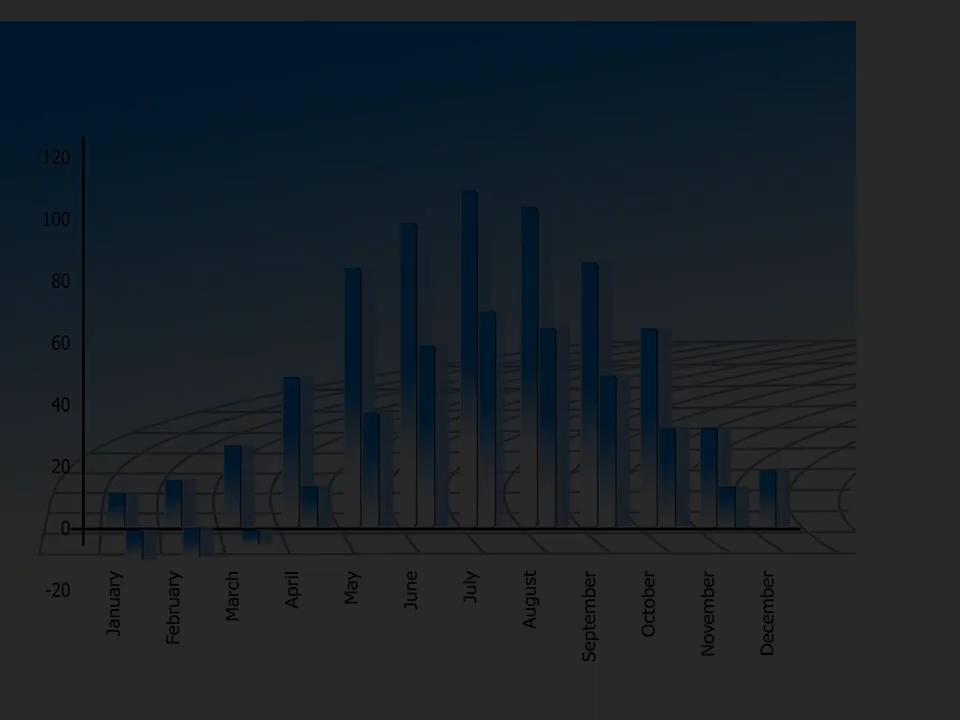 120
100
80
60
40
20
0
-20
January
February
March
April
May
June
July
August
September
October
November
December